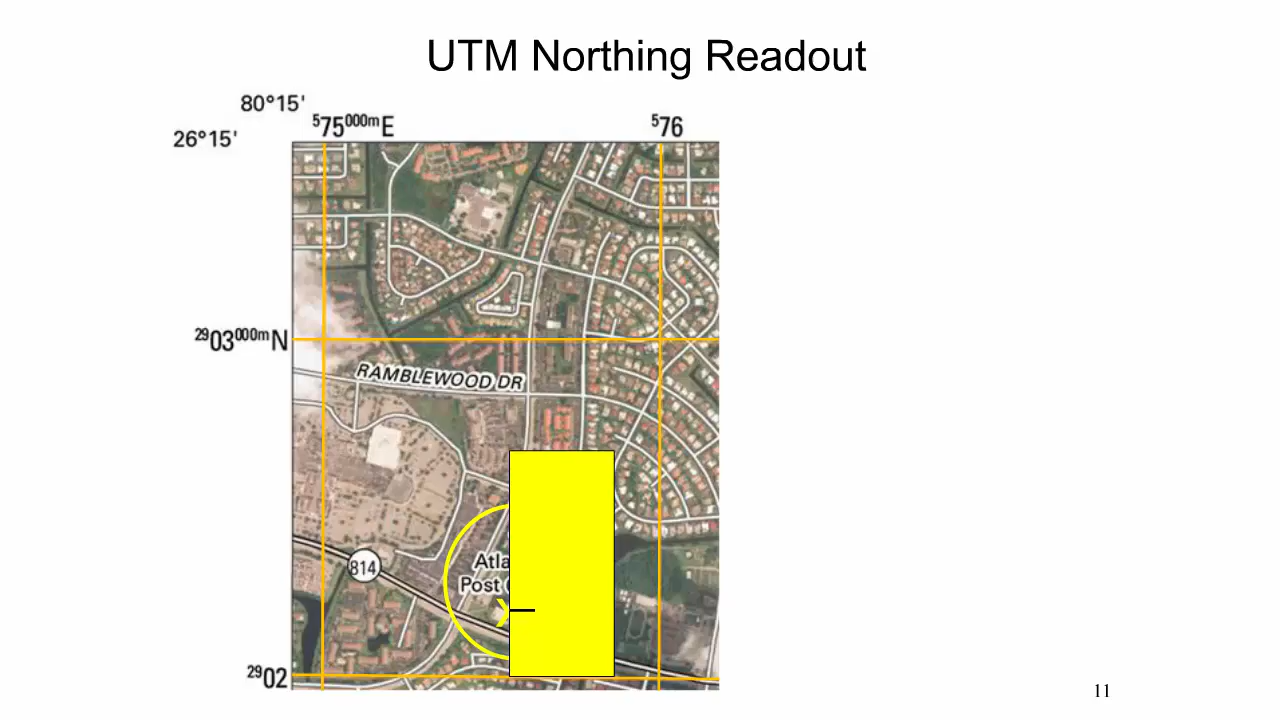 UTM Northing Readout
80°15'
26°15'
⁵75⁰⁰⁰ᵐE
⁵76
²⁹03⁰⁰⁰ᵐN
RAMBLEWOOD DR
814
Atla
Post
²⁹02
11